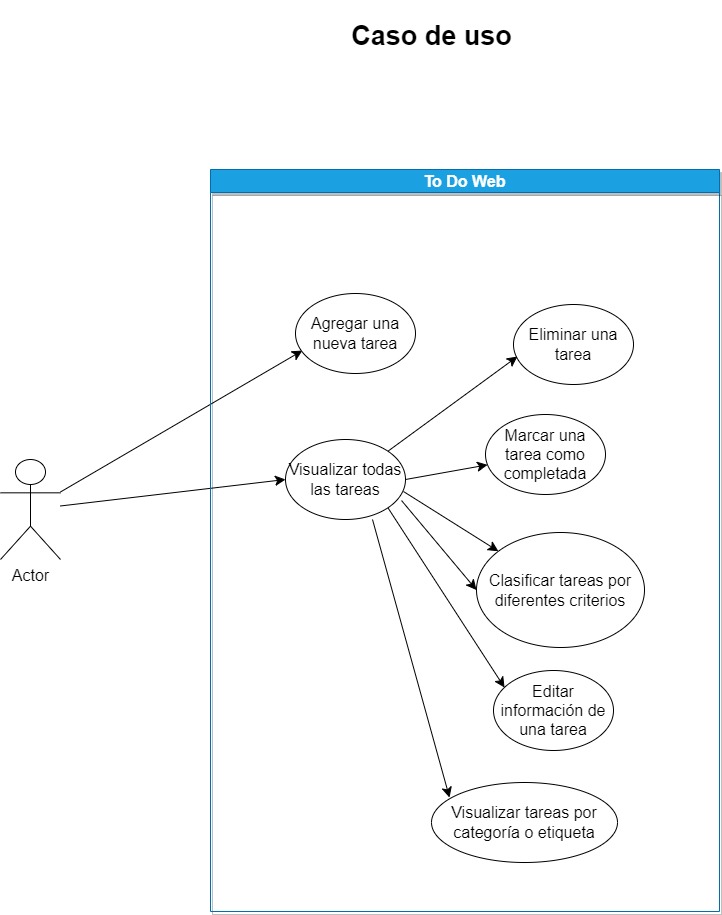 Caso de uso
To Do Web
Agregar una
nueva tarea
Eliminar una
tarea
Marcar una
tarea como
completada
Visualizar todas
las tareas
Actor
Clasificar tareas por
diferentes criterios
Editar
información de
una tarea
Visualizar tareas por
categoría o etiqueta